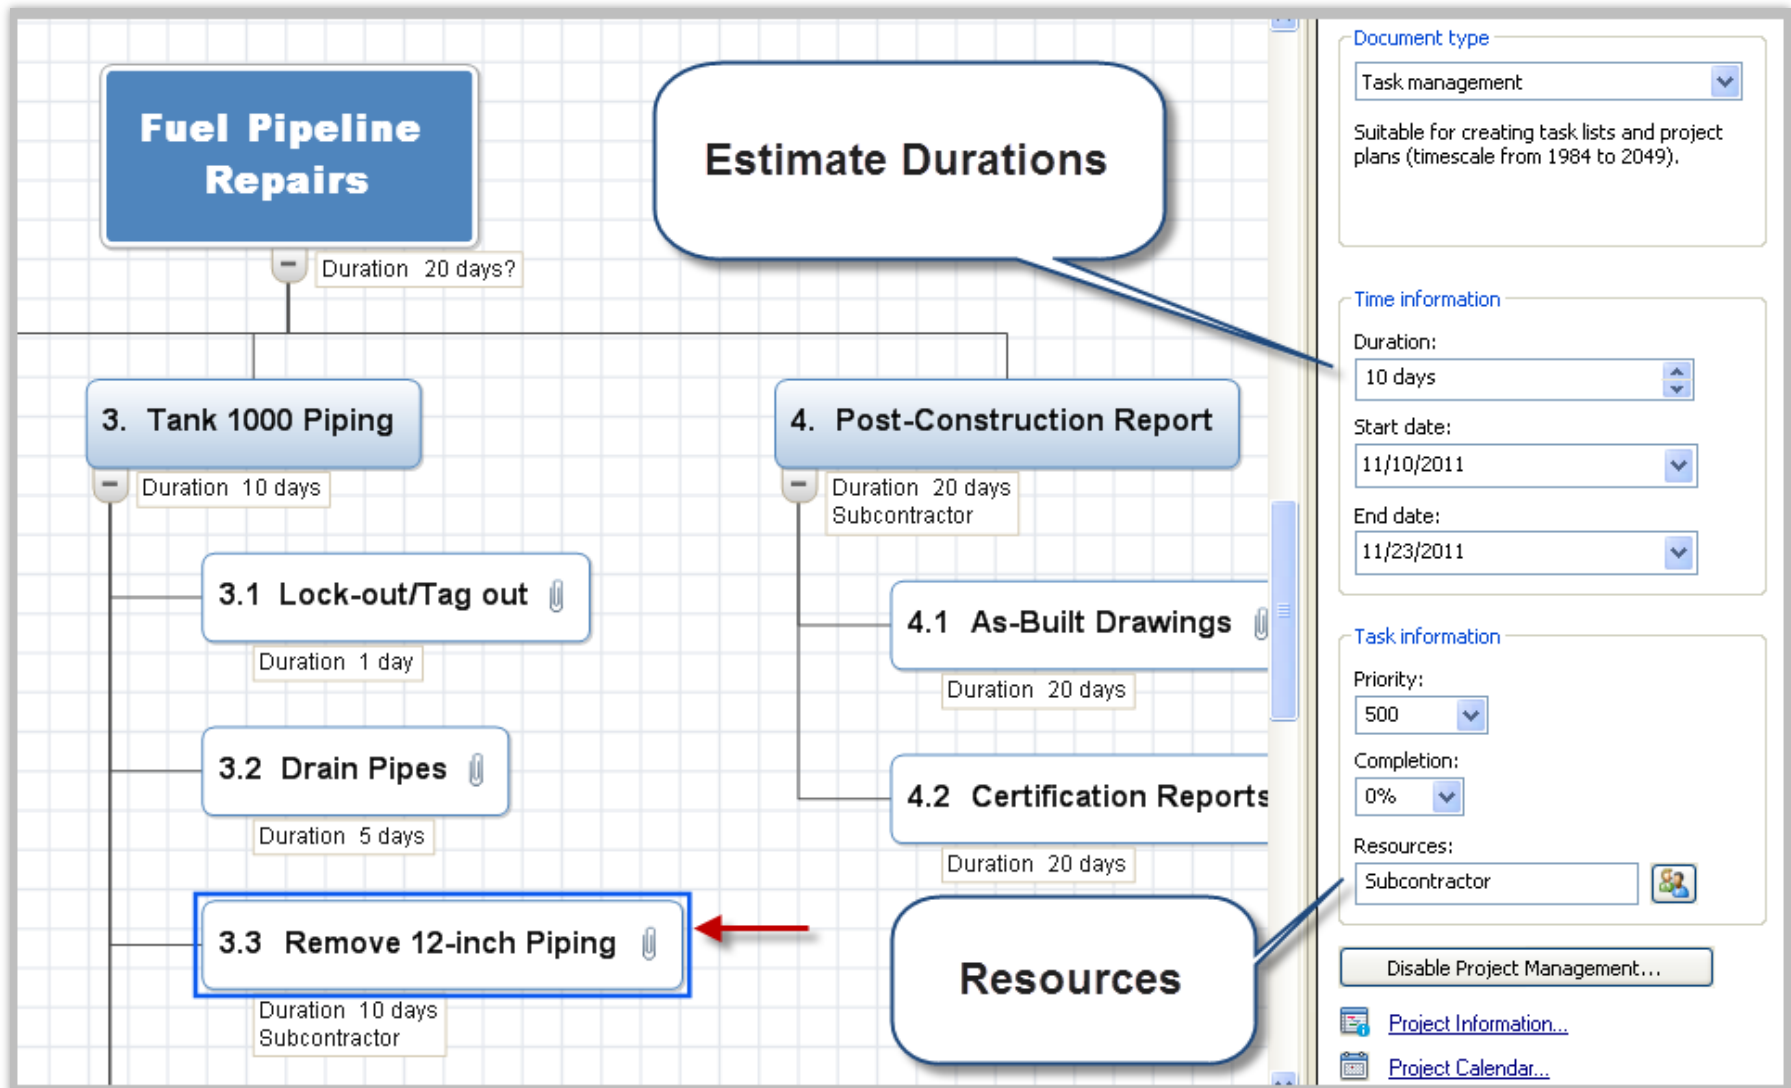 Fuel Pipeline
Repairs
Duration 20 days?
Estimate Durations
3. Tank 1000 Piping
Duration 10 days
3.1 Lock-out/Tag out
Duration 1 day
3.2 Drain Pipes
Duration 5 days
3.3 Remove 12-inch Piping
Duration 10 days
Subcontractor
4. Post-Construction Report
Duration 20 days
Subcontractor
4.1 As-Built Drawings
Duration 20 days
4.2 Certification Reports
Duration 20 days
Resources
Document type
Task management
Suitable for creating task lists and project
plans (timescale from 1984 to 2049).
Time information
Duration:
10 days
Start date:
11/10/2011
End date:
11/23/2011
Task information
Priority:
500
Completion:
0%
Resources:
Subcontractor
Disable Project Management...
Project Information...
Project Calendar...